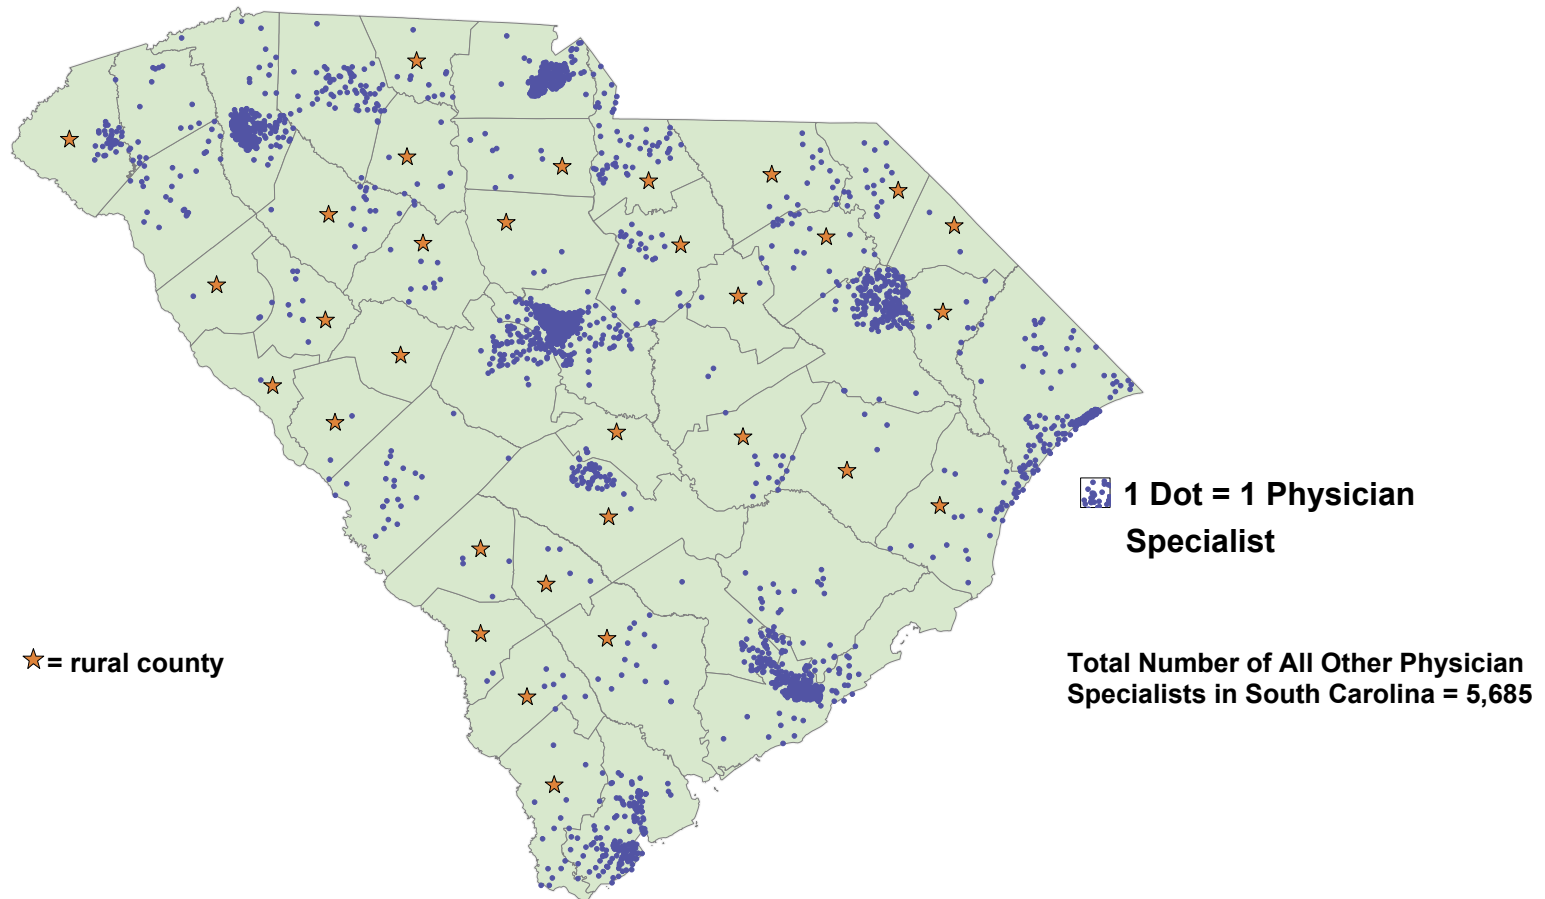 1 Dot = 1 Physician
Specialist
= rural county
Total Number of All Other Physician
Specialists in South Carolina = 5,685